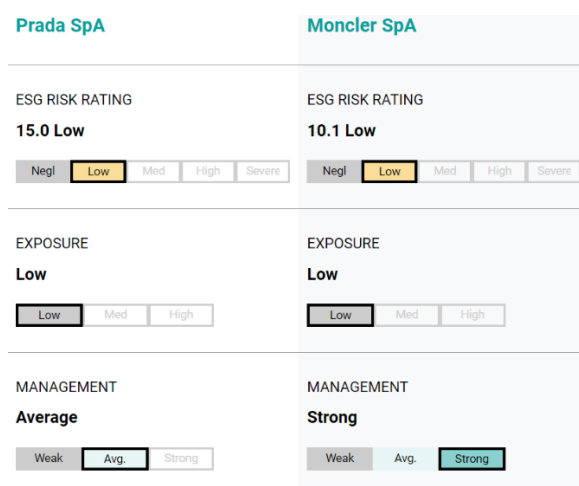 Prada SpA
ESG RISK RATING
15.0 Low
Negl Low Med High Severe
EXPOSURE
Low
Low Med High
MANAGEMENT
Average
Weak Avg. Strong
Moncler SpA
ESG RISK RATING
10.1 Low
Negl Low Med High Severe
EXPOSURE
Low
Low Med High
MANAGEMENT
Strong
Weak Avg. Strong